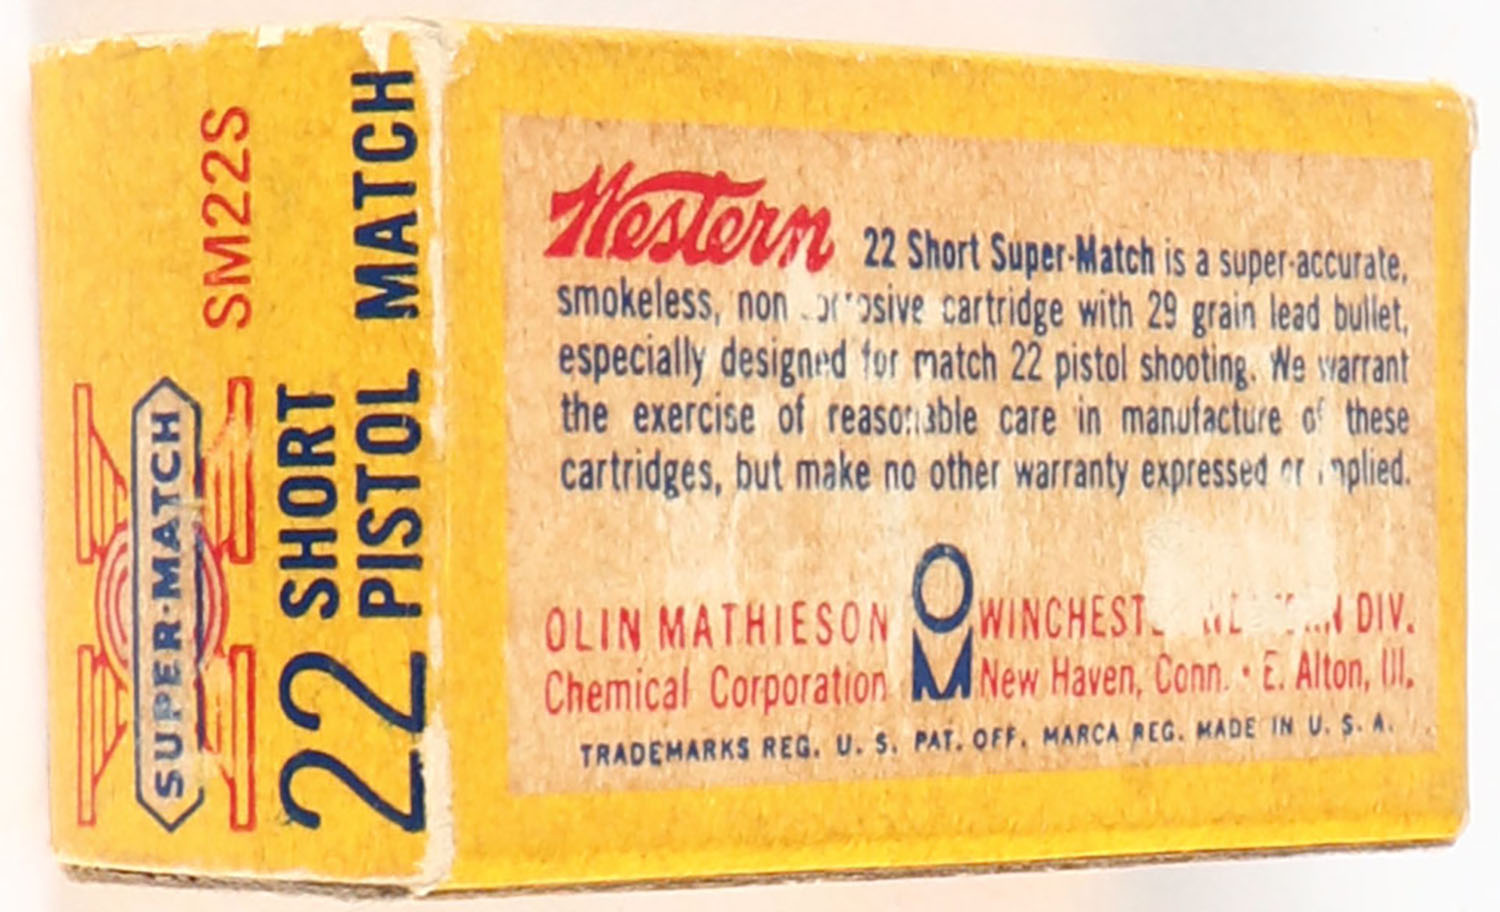 SM22S
SUPER-MATCH
22 SHORT
PISTOL MATCH
Western 22 Short Super-Match is a super-accurate,
smokeless, non cartridge with 29 grain lead bullet,
especially designed for match 22 pistol shooting. We warrant
the exercise of reasonable care in manufacture of these
cartridges, but make no other warranty expressed or implied.
OLIN MATHIESON
Chemical Corporation
OM
DIV.
New Haven, Conn. · E. Alton, Ill.
TRADEMARKS REG. U. S. PAT. OFF. MARCA REG. MADE IN U. S. A.